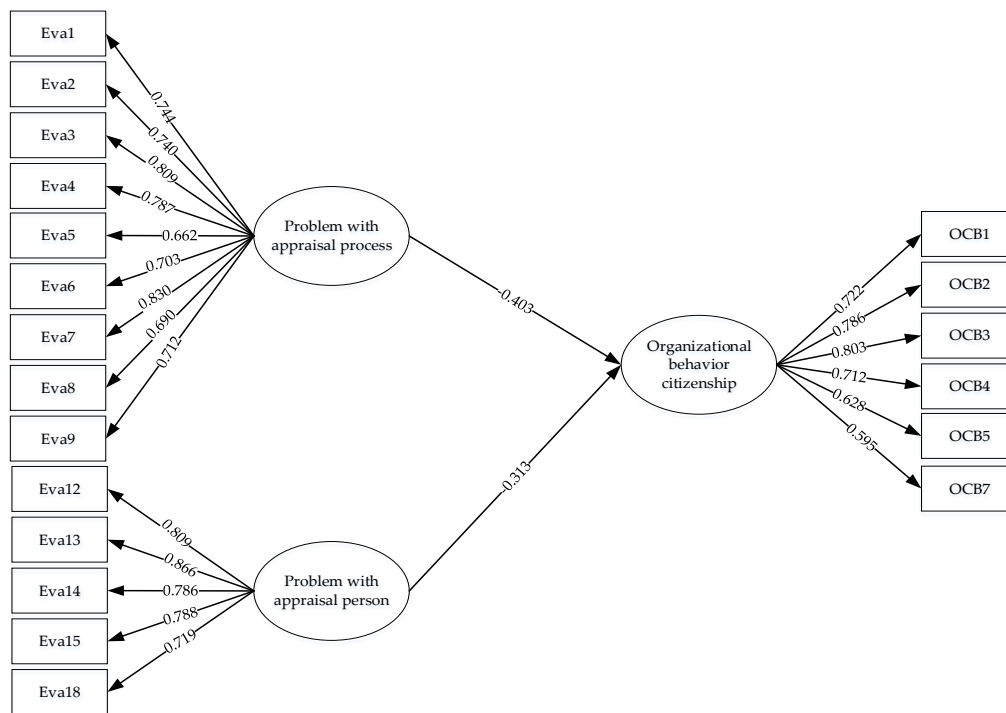 Eva1
Eva2
Eva3
Eva4
Eva5
Eva6
Eva7
Eva8
Eva9
Eva12
Eva13
Eva14
Eva15
Eva18
0.744
0.740
0.809
0.787
0.662
0.703
0.830
0.690
0.712
0.809
0.866
0.786
0.788
0.719
Problem with
appraisal process
Problem with
appraisal person
-0.403
-0.313
Organizational
behavior
citizenship
0.722
0.786
0.803
0.712
0.628
0.595
OCB1
OCB2
OCB3
OCB4
OCB5
OCB7